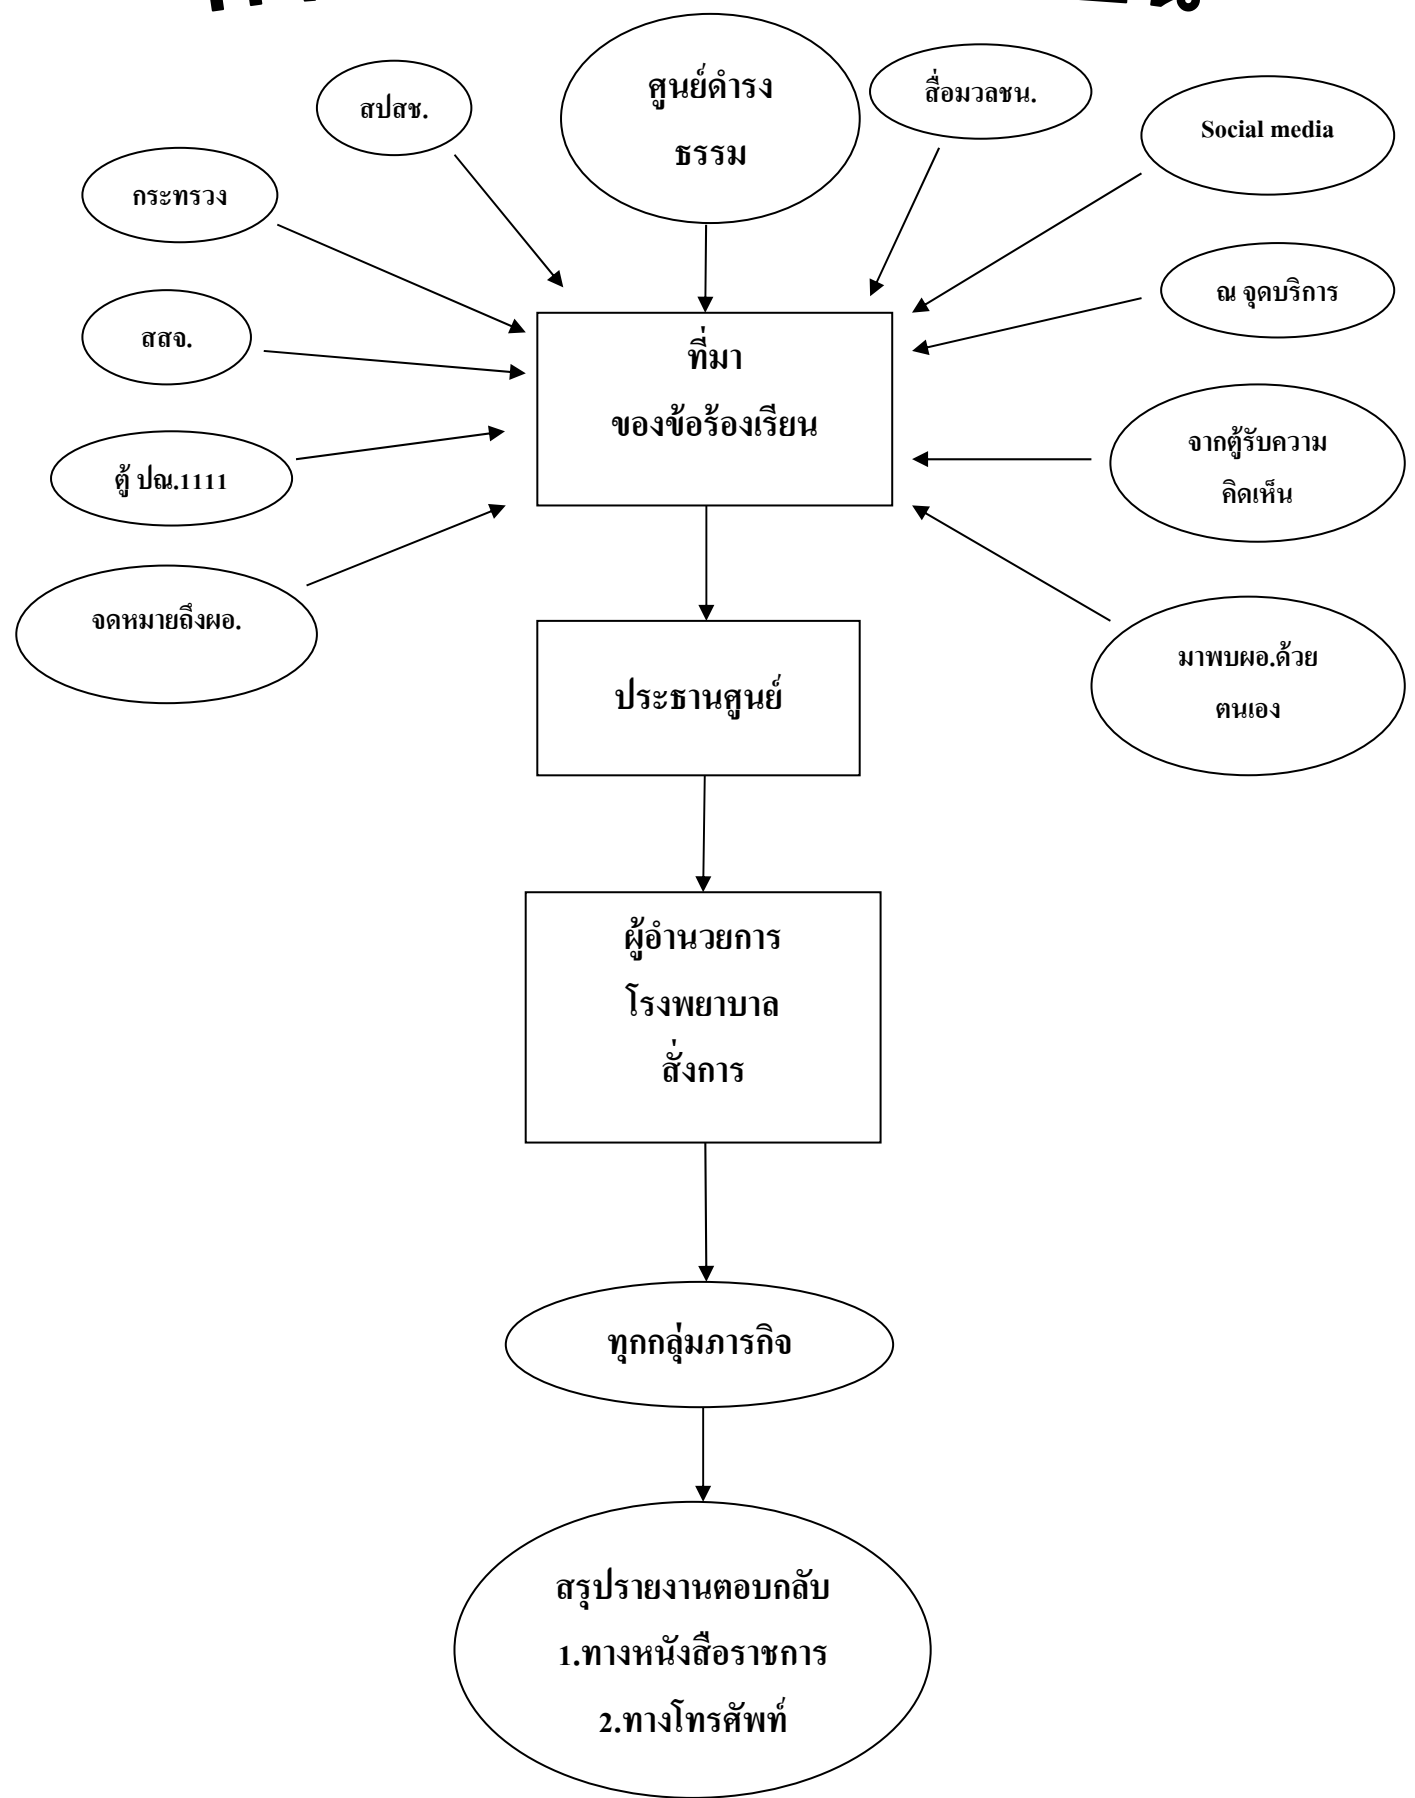 สปสช.
ศูนย์ดำรง
ธรรม
สื่อมวลชน.
Social media
กระทรวง
ณ จุดบริการ
สสจ.
ที่มา
ของข้อร้องเรียน
จากตู้รับความ
คิดเห็น
ตู้ ปณ.1111
จดหมายถึงผอ.
มาพบผอ.ด้วย
ตนเอง
ประธานศูนย์
ผู้อำนวยการ
โรงพยาบาล
สั่งการ
ทุกกลุ่มภารกิจ
สรุปรายงานตอบกลับ
1.ทางหนังสือราชการ
2.ทางโทรศัพท์